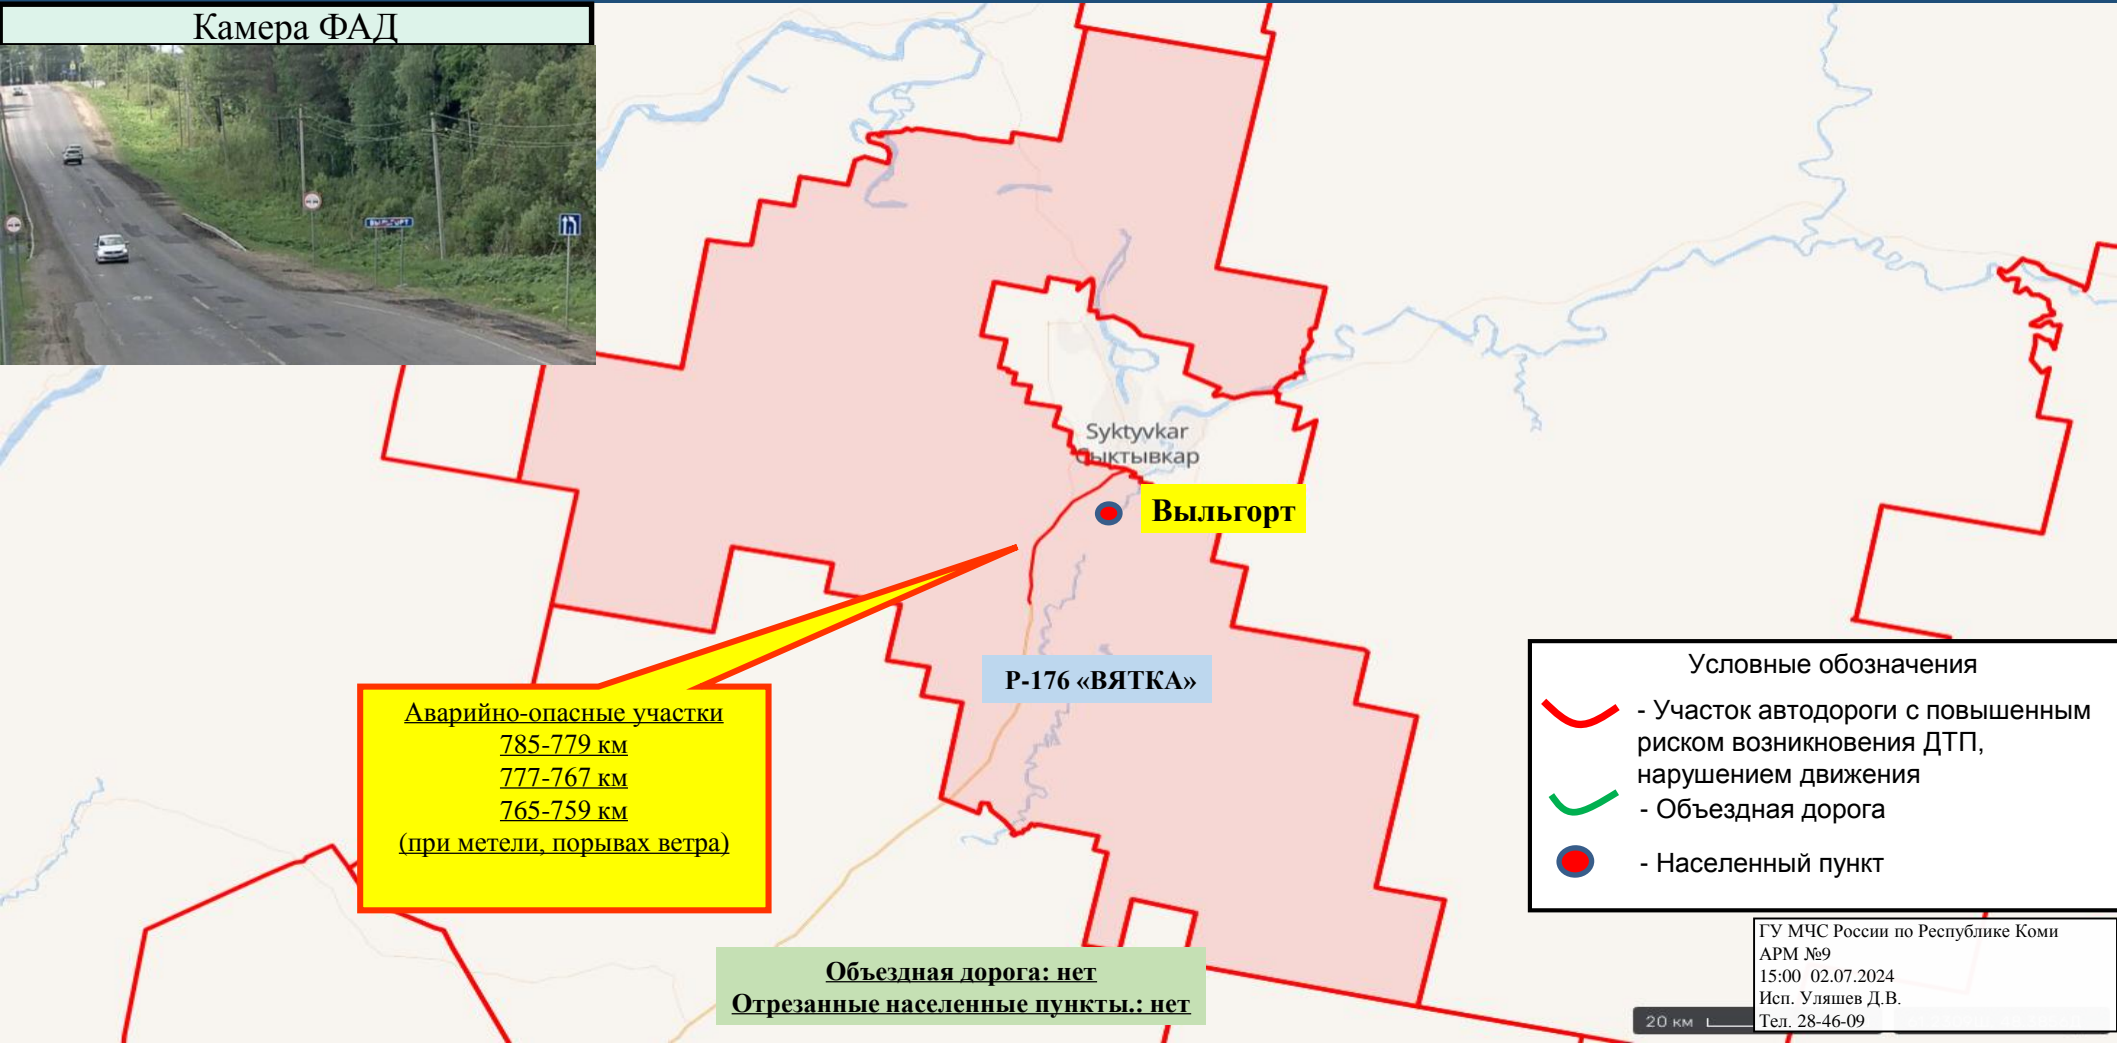 Камера ФАД
ВЫЛЬГОРТ
Syktyvkar
Сыктывкар
Выльгорт
Р-176 «ВЯТКА»
Аварийно-опасные участки
785-779 км
777-767 км
765-759 км
(при метели, порывах ветра)
Условные обозначения
- Участок автодороги с повышенным
риском возникновения ДТП,
нарушением движения
- Объездная дорога
- Населенный пункт
Объездная дорога: нет
Отрезанные населенные пункты.: нет
ГУ МЧС России по Республике Коми
АРМ №9
15:00 02.07.2024
Исп. Уляшев Д.В.
Тел. 28-46-09
20 км